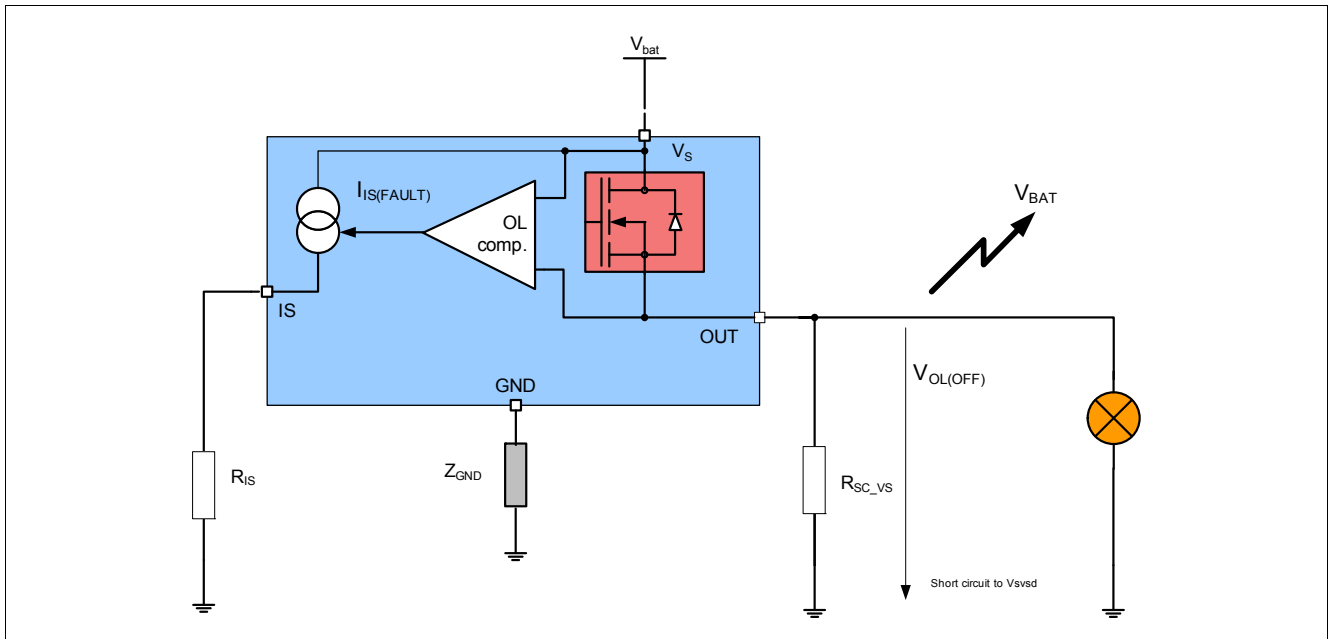 Vbat
VS
IIS(FAULT)
OL
comp.
VBAT
IS
OUT
VOL(OFF)
GND
RIS
ZGND
RSC_VS
Short circuit to Vsvsd